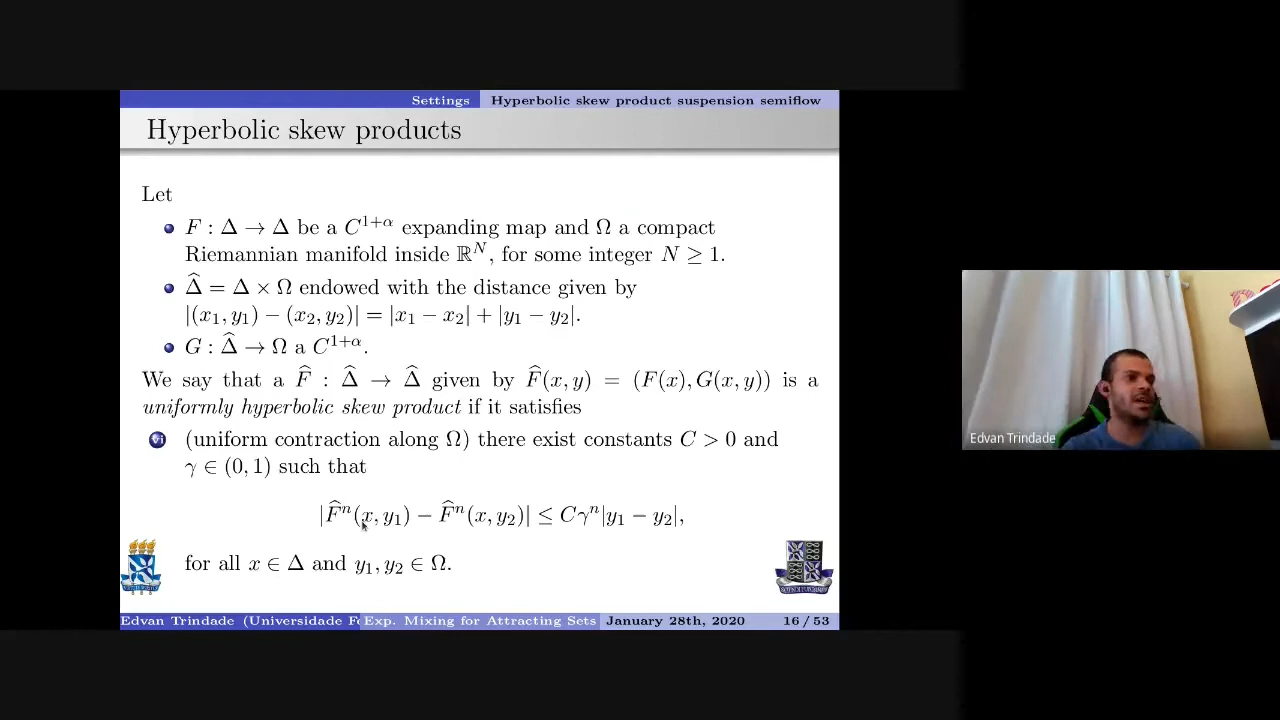 Settings Hyperbolic skew product suspension semiflow
Hyperbolic skew products
Let
F : Δ → Δ be a C^{1+α} expanding map and Ω a compact
Riemannian manifold inside ℝ^N, for some integer N ≥ 1.
Δ̂ = Δ × Ω endowed with the distance given by
|(x₁, y₁) − (x₂, y₂)| = |x₁ − x₂| + |y₁ − y₂|.
G : Δ̂ → Ω a C^{1+α}.
We say that a F̂ : Δ̂ → Δ̂ given by F̂(x, y) = (F(x), G(x, y)) is a
uniformly hyperbolic skew product if it satisfies
vi (uniform contraction along Ω) there exist constants C > 0 and
γ ∈ (0, 1) such that
|F̂ⁿ(x, y₁) − F̂ⁿ(x, y₂)| ≤ Cγⁿ|y₁ − y₂|,
for all x ∈ Δ and y₁, y₂ ∈ Ω.
Edvan Trindade (Universidade Fe Exp. Mixing for Attracting Sets January 28th, 2020 16 / 53
Edvan Trindade